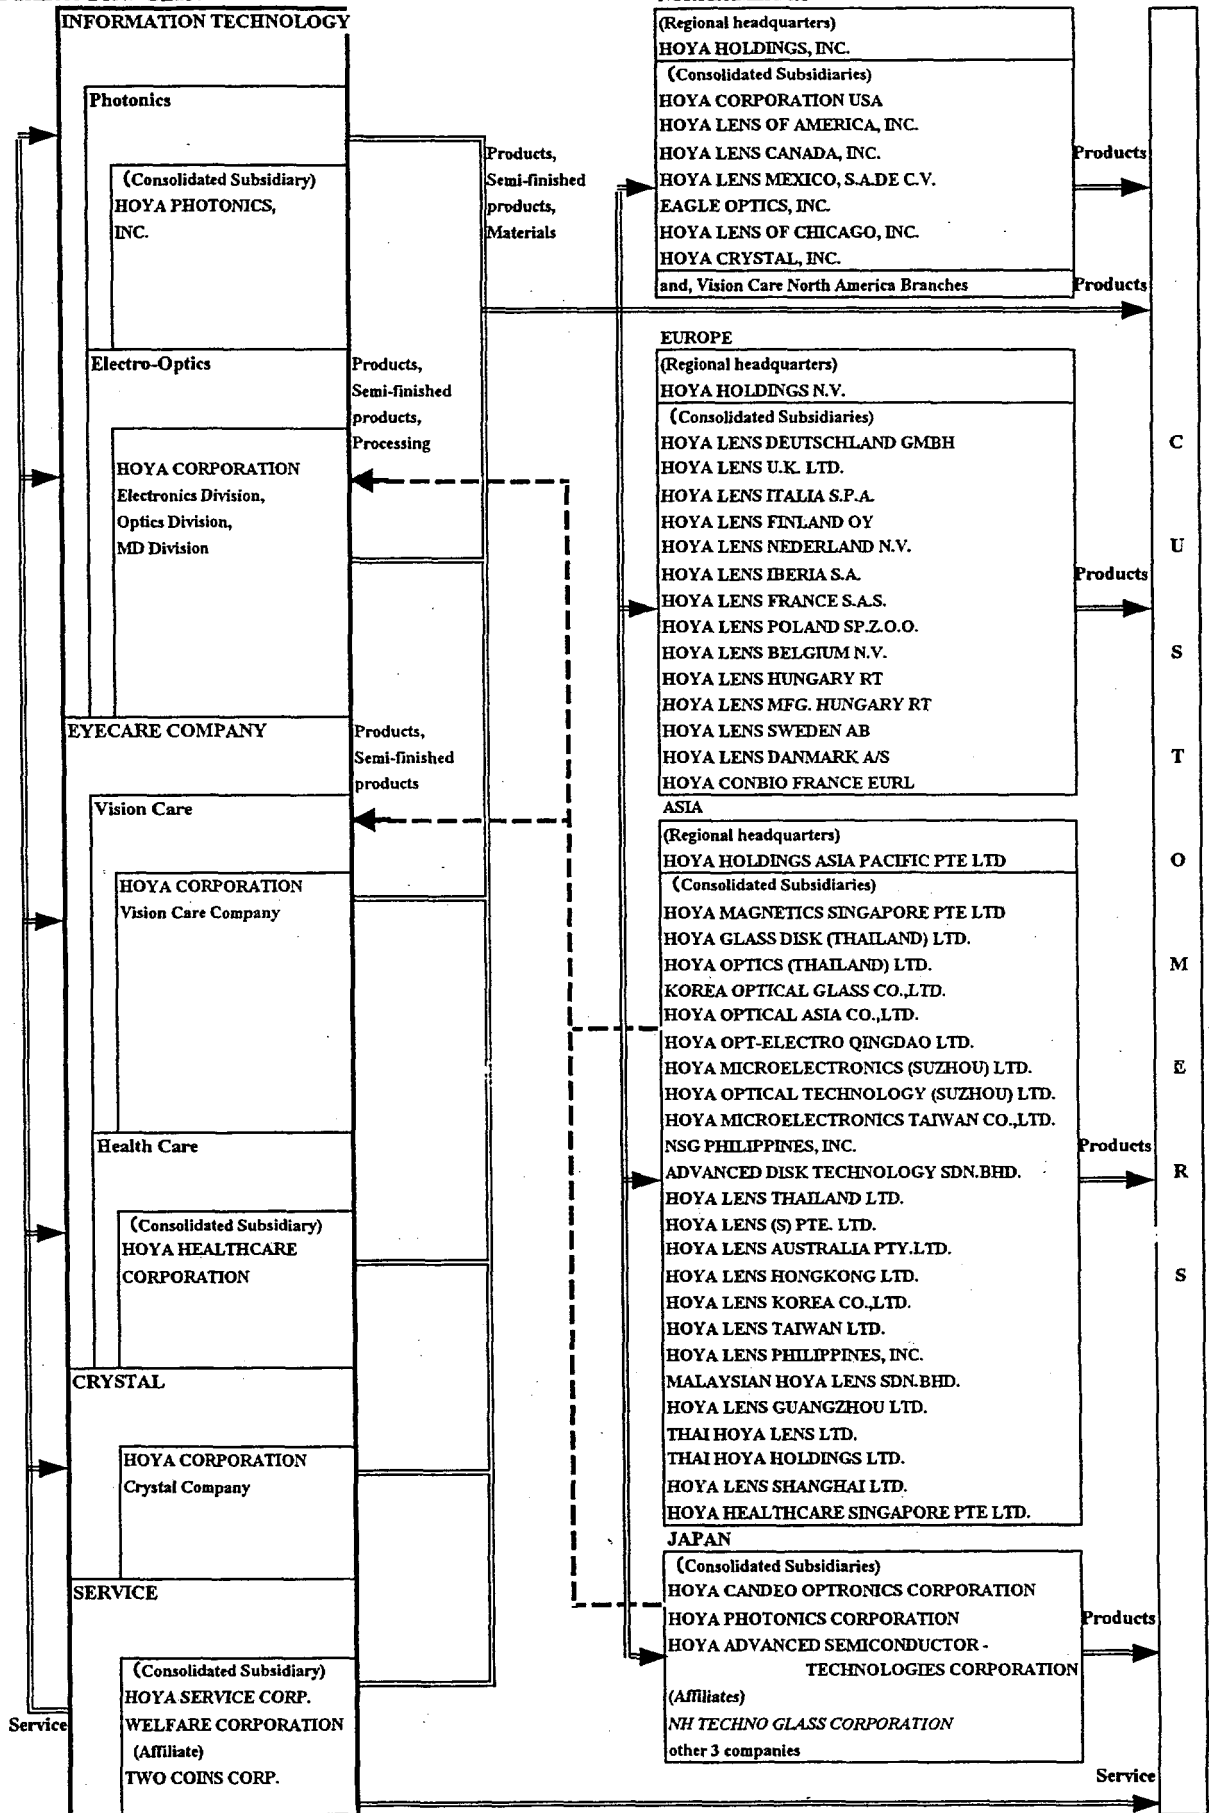 INFORMATION TECHNOLOGY
Photonics
(Consolidated Subsidiary)
HOYA PHOTONICS,
INC.
Electro-Optics
HOYA CORPORATION
Electronics Division,
Optics Division,
MD Division
EYECARE COMPANY
Vision Care
HOYA CORPORATION
Vision Care Company
Health Care
(Consolidated Subsidiary)
HOYA HEALTHCARE
CORPORATION
CRYSTAL
HOYA CORPORATION
Crystal Company
SERVICE
(Consolidated Subsidiary)
HOYA SERVICE CORP.
WELFARE CORPORATION
(Affiliate)
TWO COINS CORP.
Service
Products,
Semi-finished
products,
Materials
Products,
Semi-finished
products,
Processing
Products,
Semi-finished
products
(Regional headquarters)
HOYA HOLDINGS, INC.
(Consolidated Subsidiaries)
HOYA CORPORATION USA
HOYA LENS OF AMERICA, INC.
HOYA LENS CANADA, INC.
HOYA LENS MEXICO, S.A.DE C.V.
EAGLE OPTICS, INC.
HOYA LENS OF CHICAGO, INC.
HOYA CRYSTAL, INC.
and, Vision Care North America Branches
Products
Products
EUROPE
(Regional headquarters)
HOYA HOLDINGS N.V.
(Consolidated Subsidiaries)
HOYA LENS DEUTSCHLAND GMBH
HOYA LENS U.K. LTD.
HOYA LENS ITALIA S.P.A.
HOYA LENS FINLAND OY
HOYA LENS NEDERLAND N.V.
HOYA LENS IBERIA S.A.
HOYA LENS FRANCE S.A.S.
HOYA LENS POLAND SP.Z.O.O.
HOYA LENS BELGIUM N.V.
HOYA LENS HUNGARY RT
HOYA LENS MFG. HUNGARY RT
HOYA LENS SWEDEN AB
HOYA LENS DANMARK A/S
HOYA CONBIO FRANCE EURL
Products
ASIA
(Regional headquarters)
HOYA HOLDINGS ASIA PACIFIC PTE LTD
(Consolidated Subsidiaries)
HOYA MAGNETICS SINGAPORE PTE LTD
HOYA GLASS DISK (THAILAND) LTD.
HOYA OPTICS (THAILAND) LTD.
KOREA OPTICAL GLASS CO.,LTD.
HOYA OPTICAL ASIA CO.,LTD.
HOYA OPT-ELECTRO QINGDAO LTD.
HOYA MICROELECTRONICS (SUZHOU) LTD.
HOYA OPTICAL TECHNOLOGY (SUZHOU) LTD.
HOYA MICROELECTRONICS TAIWAN CO.,LTD.
NSG PHILIPPINES, INC.
ADVANCED DISK TECHNOLOGY SDN.BHD.
HOYA LENS THAILAND LTD.
HOYA LENS (S) PTE. LTD.
HOYA LENS AUSTRALIA PTY.LTD.
HOYA LENS HONGKONG LTD.
HOYA LENS KOREA CO.,LTD.
HOYA LENS TAIWAN LTD.
HOYA LENS PHILIPPINES, INC.
MALAYSIAN HOYA LENS SDN.BHD.
HOYA LENS GUANGZHOU LTD.
THAI HOYA LENS LTD.
THAI HOYA HOLDINGS LTD.
HOYA LENS SHANGHAI LTD.
HOYA HEALTHCARE SINGAPORE PTE LTD.
Products
JAPAN
(Consolidated Subsidiaries)
HOYA CANDEO OPTRONICS CORPORATION
HOYA PHOTONICS CORPORATION
HOYA ADVANCED SEMICONDUCTOR -
TECHNOLOGIES CORPORATION
(Affiliates)
NH TECHNO GLASS CORPORATION
other 3 companies
Products
Service
C
U
S
T
O
M
E
R
S